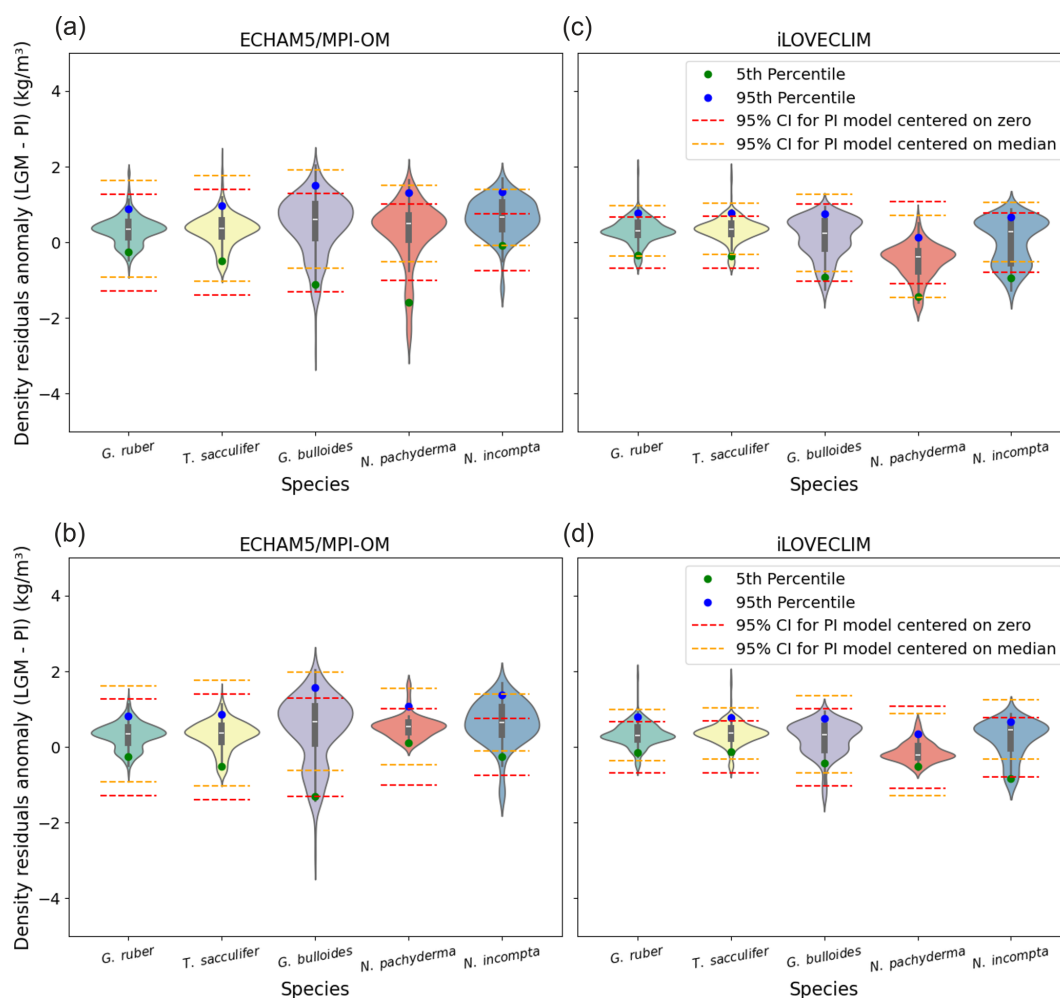 (a)
ECHAM5/MPI-OM
Density residuals anomaly (LGM - PI) (kg/m³)
4
2
0
−2
−4
G. ruber
T. sacculifer
G. bulloides
N. pachyderma
N. incompta
Species
(c)
iLOVECLIM
5th Percentile
95th Percentile
95% CI for PI model centered on zero
95% CI for PI model centered on median
G. ruber
T. sacculifer
G. bulloides
N. pachyderma
N. incompta
Species
(b)
ECHAM5/MPI-OM
Density residuals anomaly (LGM - PI) (kg/m³)
4
2
0
−2
−4
G. ruber
T. sacculifer
G. bulloides
N. pachyderma
N. incompta
Species
(d)
iLOVECLIM
5th Percentile
95th Percentile
95% CI for PI model centered on zero
95% CI for PI model centered on median
G. ruber
T. sacculifer
G. bulloides
N. pachyderma
N. incompta
Species